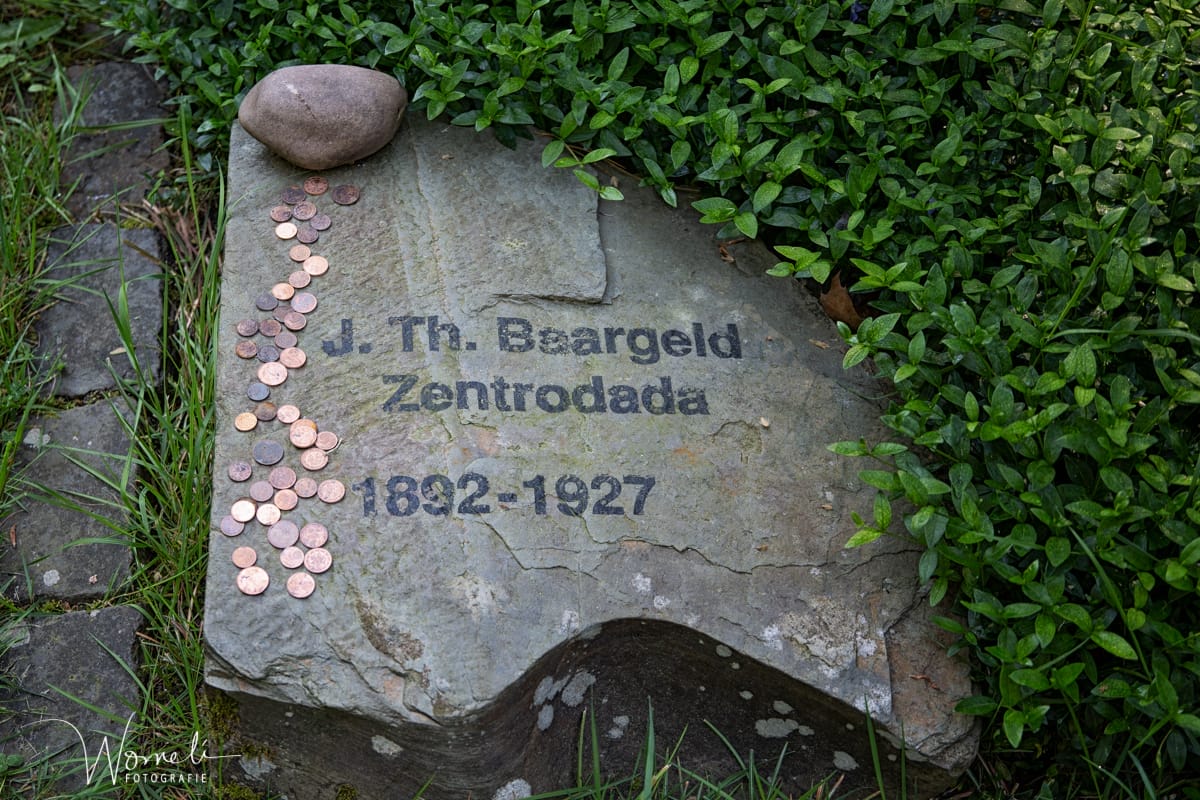 J. Th. Baargeld
Zentrodada
1892-1927
Worneli
FOTOGRAFIE